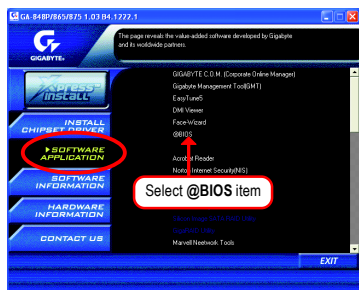 GA-848P/865/875 1.03 B4.1222.1
GIGABYTE
The page reveals the value-added software developed by Gigabyte
and its worldwide partners.
Xpress
INSTALL
INSTALL
CHIPSET DRIVER
SOFTWARE
APPLICATION
SOFTWARE
INFORMATION
HARDWARE
INFORMATION
CONTACT US
GIGABYTE C.O.M. (Corporate Online Manager)
Gigabyte Management Tool(GMT)
EasyTune5
DMI Viewer
Face-Wizard
@BIOS
Acrobat Reader
Norton Internet Security(NIS)
Select @BIOS item
Marvell Neetwork Tools
EXIT